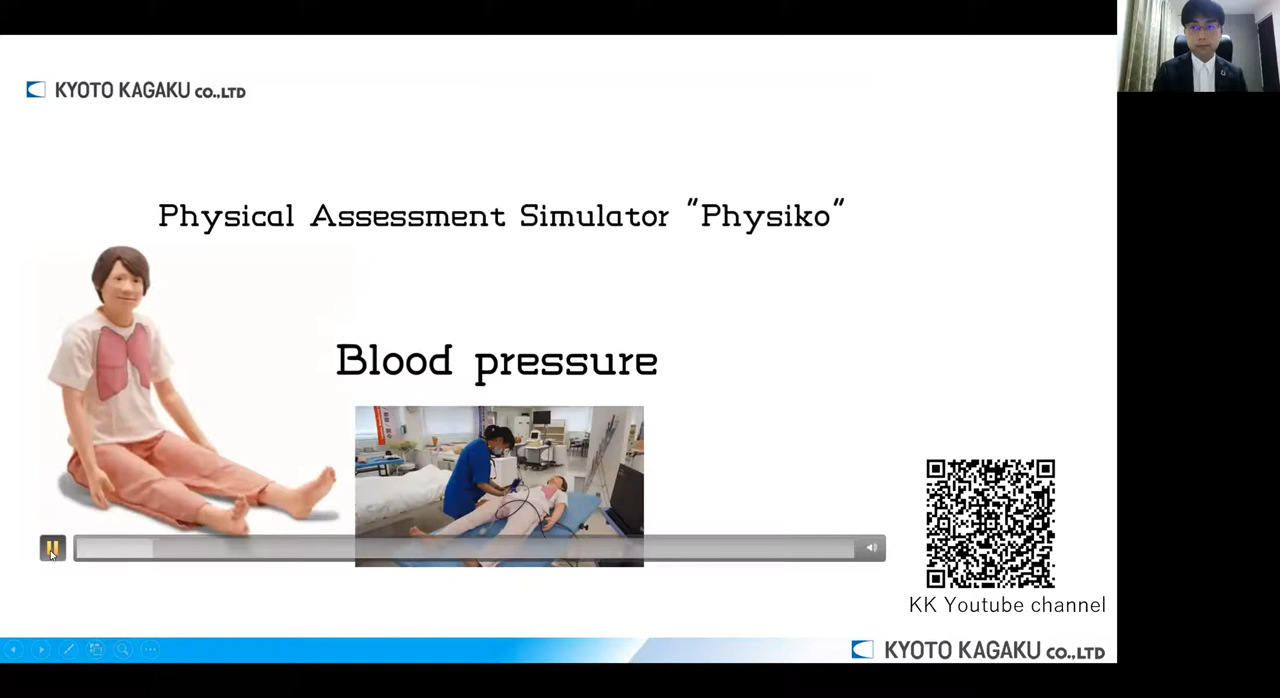 KYOTO KAGAKU CO.,LTD
Physical Assessment Simulator "Physiko"
Blood pressure
KK Youtube channel
KYOTO KAGAKU CO.,LTD